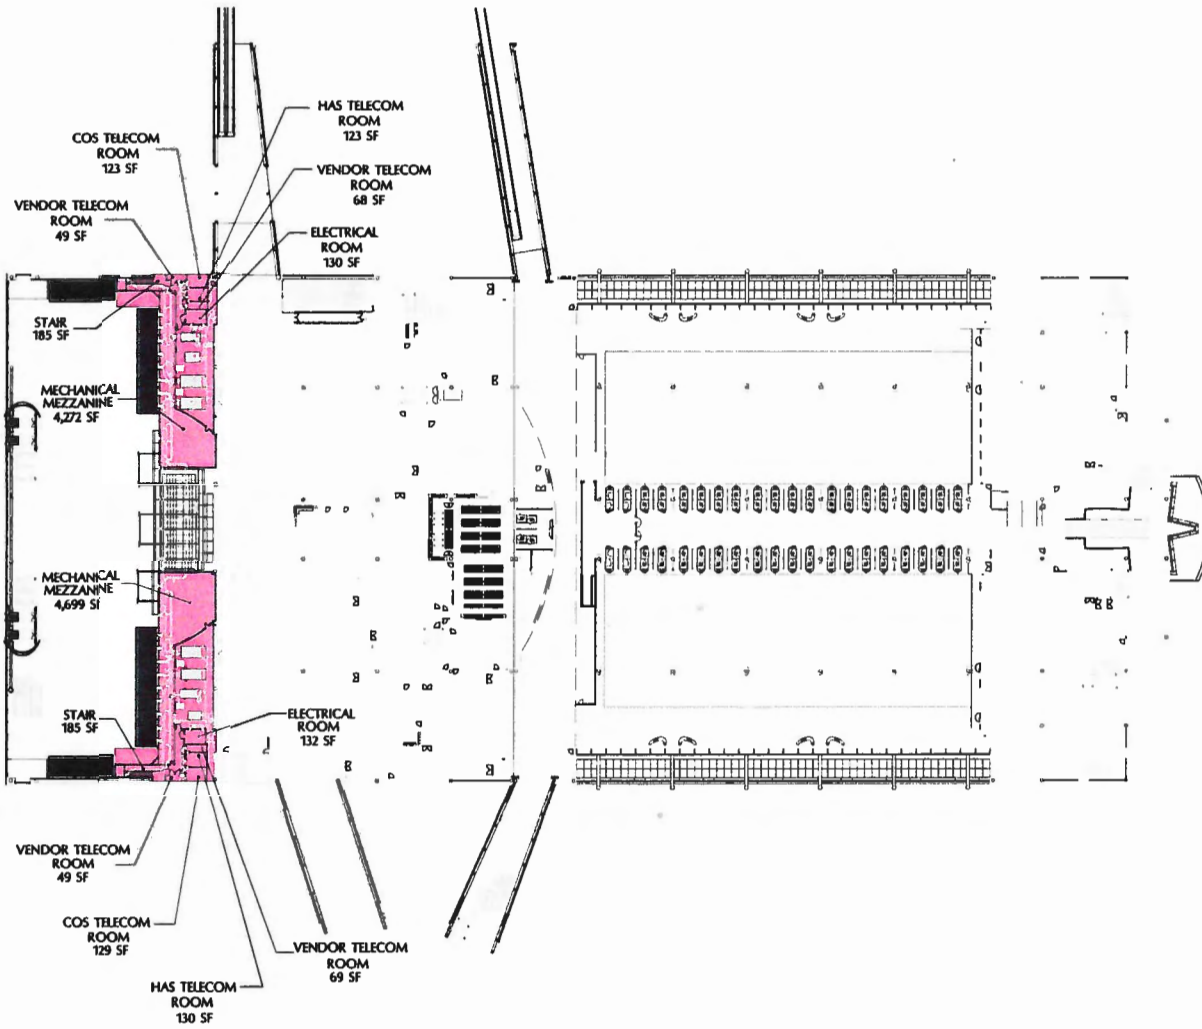 HAS TELECOM
ROOM
123 SF
COS TELECOM
ROOM
123 SF
VENDOR TELECOM
ROOM
68 SF
VENDOR TELECOM
ROOM
49 SF
ELECTRICAL
ROOM
130 SF
STAIR
185 SF
MECHANICAL
MEZZANINE
4,272 SF
MECHANICAL
MEZZANINE
4,699 SF
STAIR
185 SF
ELECTRICAL
ROOM
132 SF
VENDOR TELECOM
ROOM
49 SF
COS TELECOM
ROOM
129 SF
VENDOR TELECOM
ROOM
69 SF
HAS TELECOM
ROOM
130 SF